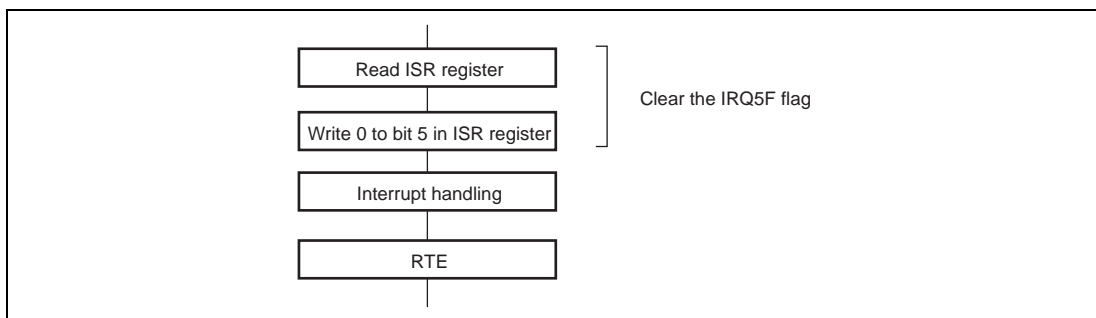 Read ISR register
Clear the IRQ5F flag
Write 0 to bit 5 in ISR register
Interrupt handling
RTE